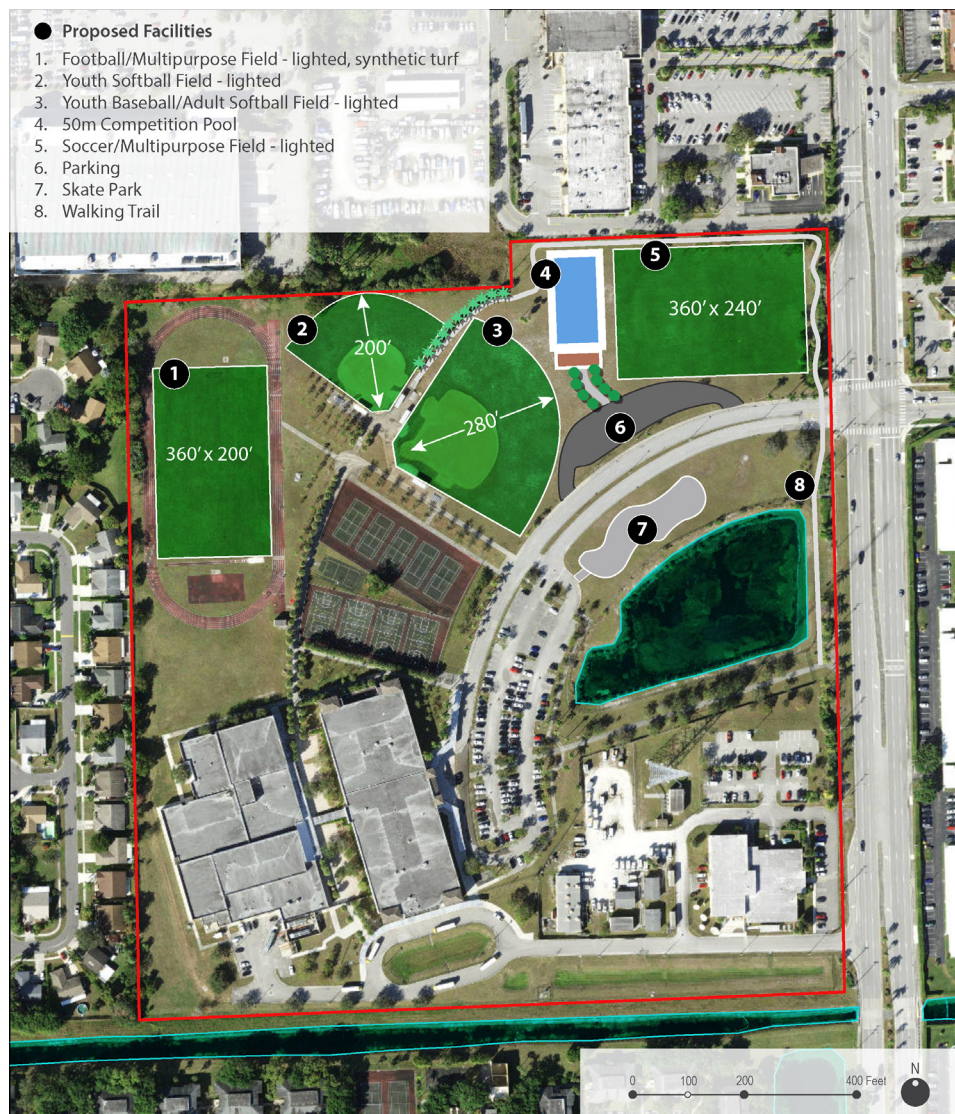 Proposed Facilities
1. Football/Multipurpose Field - lighted, synthetic turf
2. Youth Softball Field - lighted
3. Youth Baseball/Adult Softball Field - lighted
4. 50m Competition Pool
5. Soccer/Multipurpose Field - lighted
6. Parking
7. Skate Park
8. Walking Trail
5
4
360’ x 240’
2
3
200’
1
280’
6
360’ x 200’
8
7
N
0 100 200 400 Feet